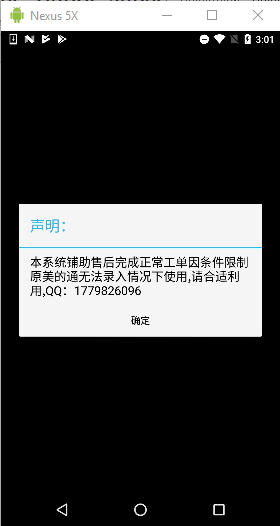 Nexus 5X
3:01
声明：
本系统铺助售后完成正常工单因条件限制
原美的通无法录入情况下使用,请合适利
用,QQ：1779826096
确定